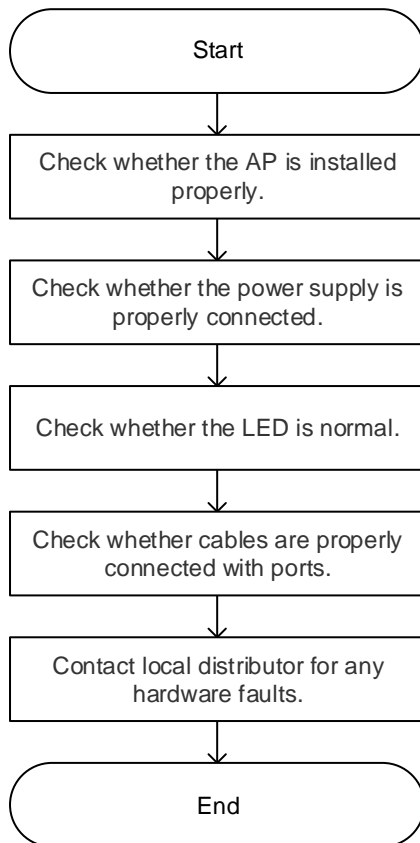 Start
Check whether the AP is installed
properly.
Check whether the power supply is
properly connected.
Check whether the LED is normal.
Check whether cables are properly
connected with ports.
Contact local distributor for any
hardware faults.
End